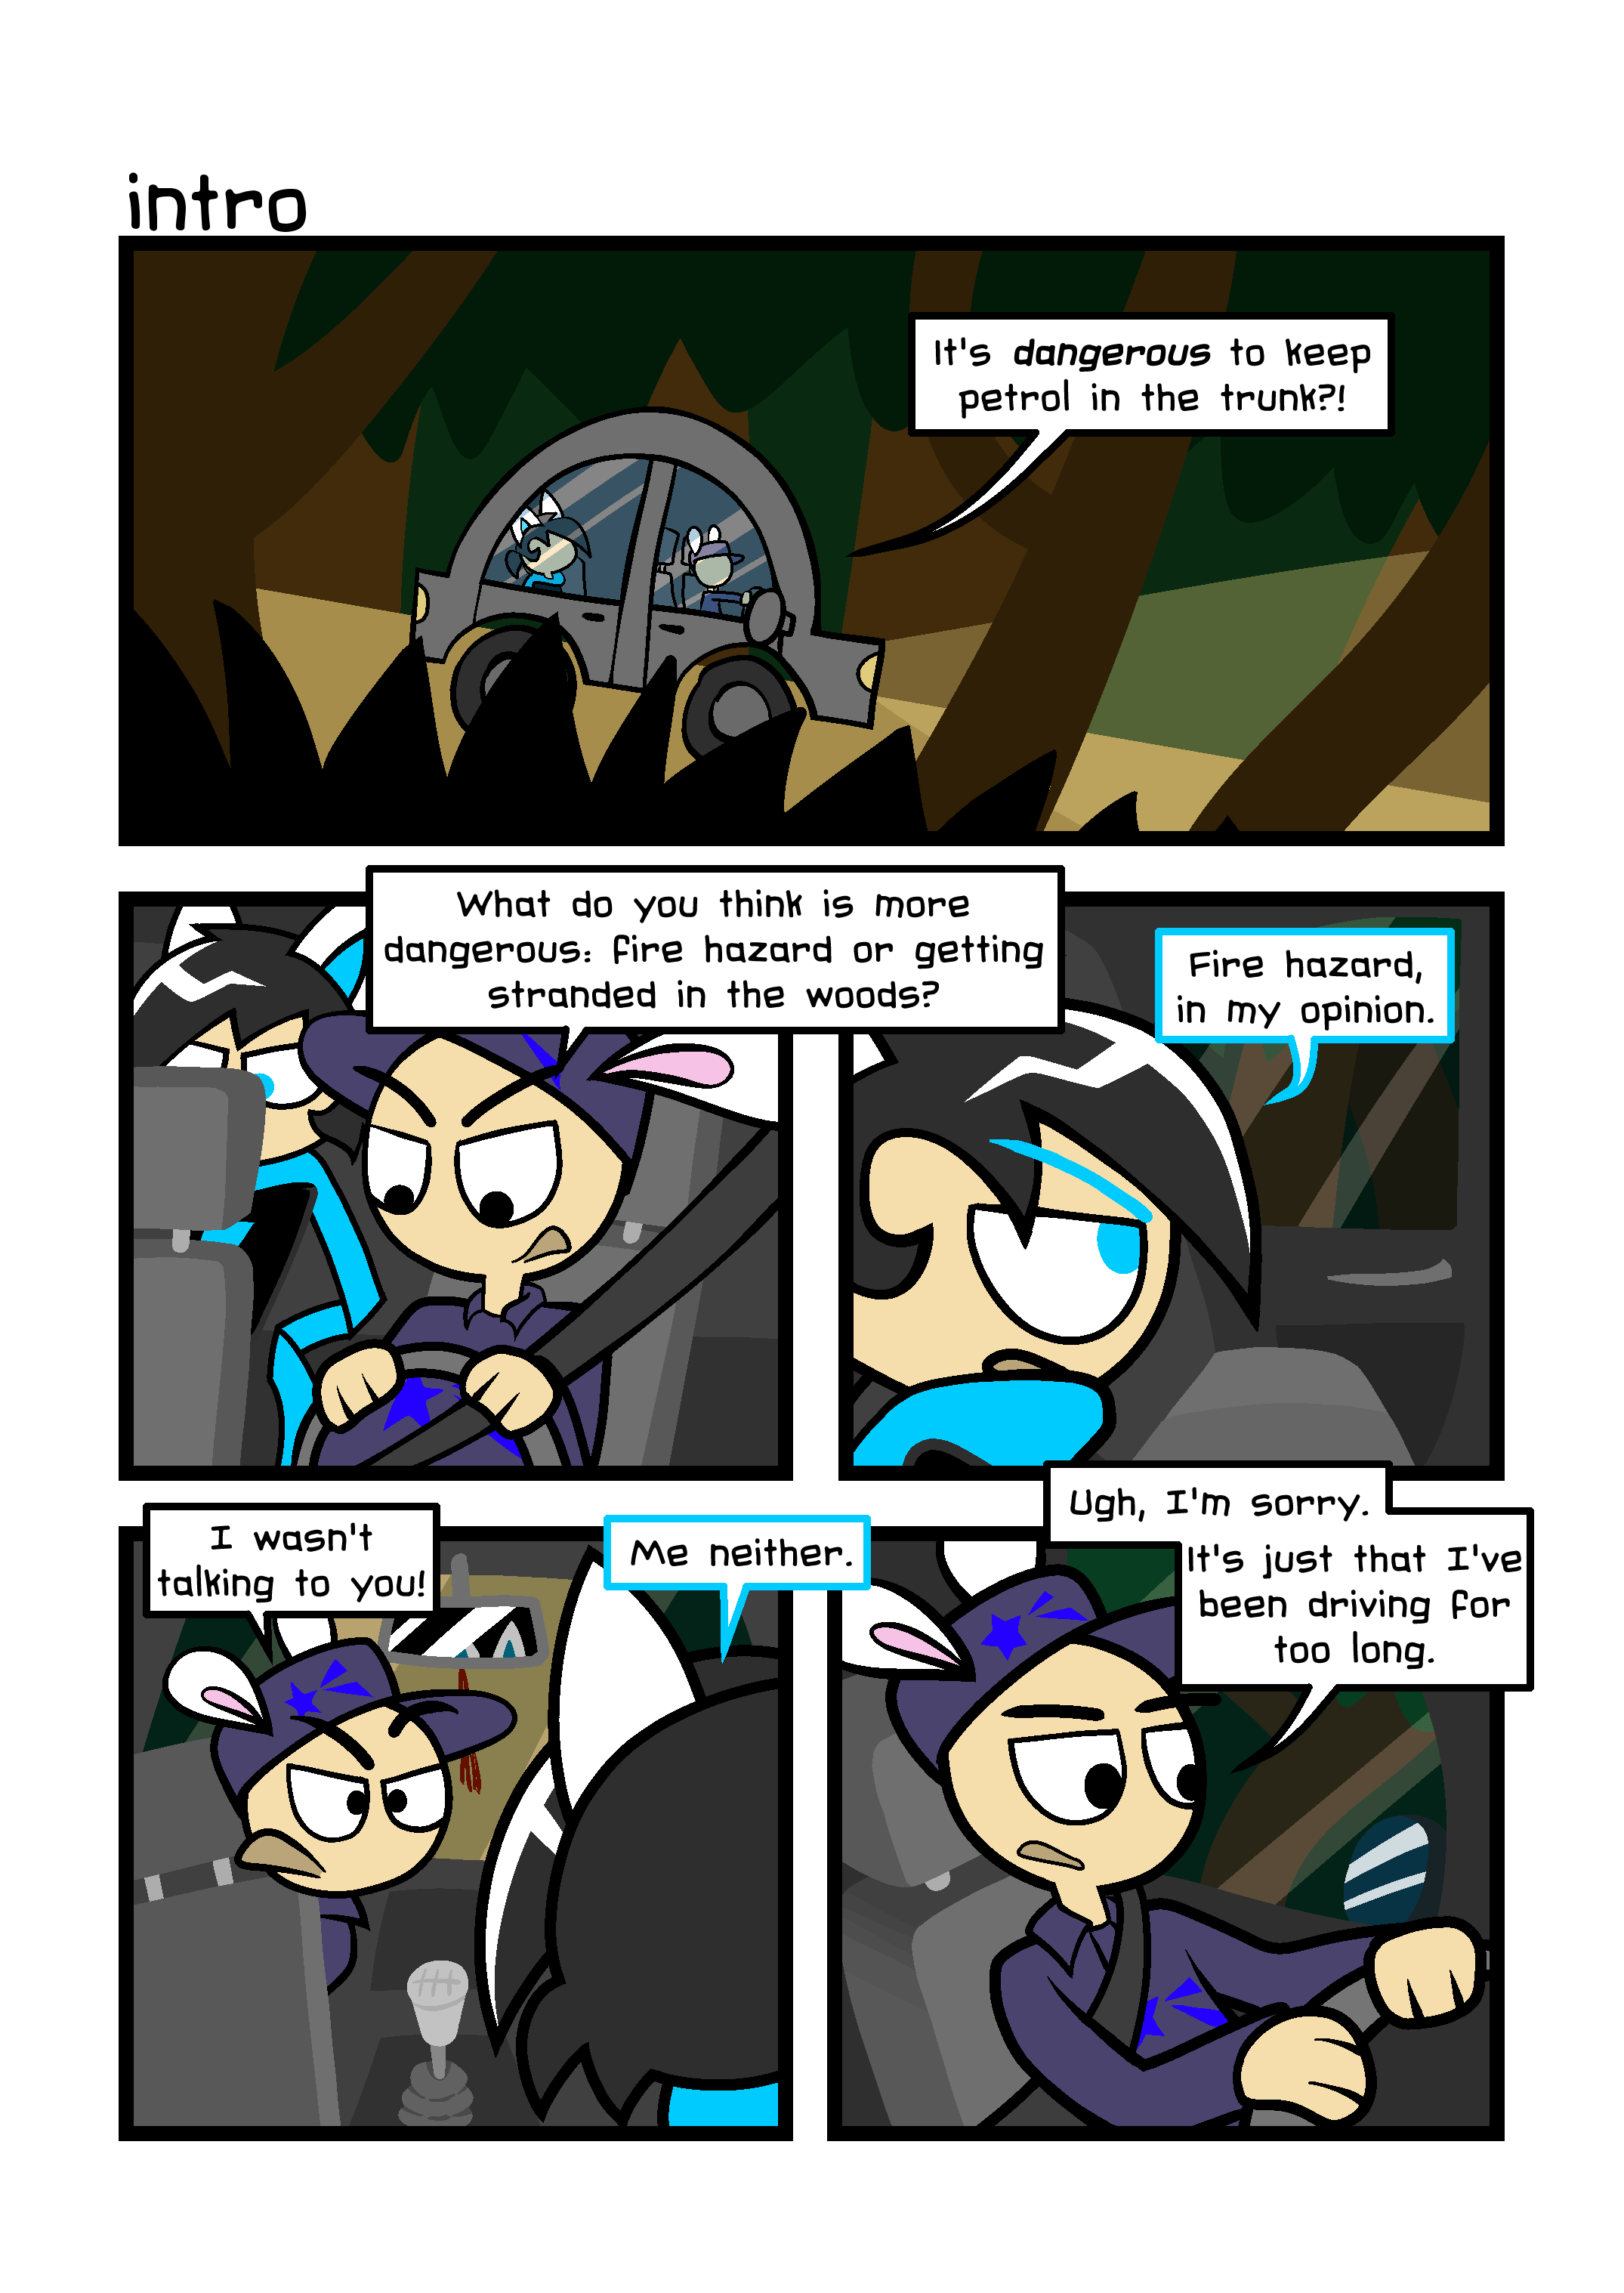 intro
It's dangerous to keep
petrol in the trunk?!
What do you think is more
dangerous: fire hazard or getting
stranded in the woods?
Fire hazard,
in my opinion.
I wasn't
talking to you!
Me neither.
Ugh, I'm sorry.
It's just that I've
been driving for
too long.